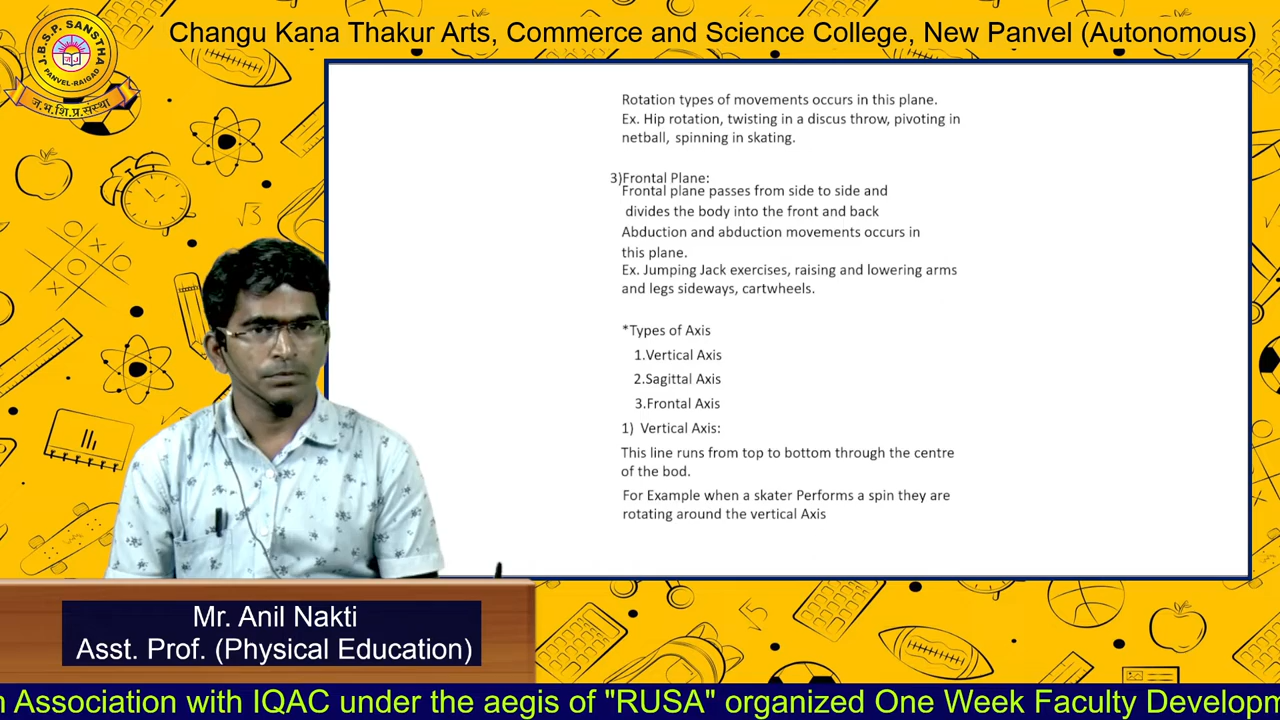 Changu Kana Thakur Arts, Commerce and Science College, New Panvel (Autonomous)
J.B.S.P. SANSTHA
PANVEL-RAIGAD
ज.भ.शि.प्र.संस्था
Rotation types of movements occurs in this plane.
Ex. Hip rotation, twisting in a discus throw, pivoting in
netball, spinning in skating.
3)Frontal Plane:
Frontal plane passes from side to side and
divides the body into the front and back
Abduction and abduction movements occurs in
this plane.
Ex. Jumping Jack exercises, raising and lowering arms
and legs sideways, cartwheels.
*Types of Axis
1.Vertical Axis
2.Sagittal Axis
3.Frontal Axis
1) Vertical Axis:
This line runs from top to bottom through the centre
of the bod.
For Example when a skater Performs a spin they are
rotating around the vertical Axis
Mr. Anil Nakti
Asst. Prof. (Physical Education)
n Association with IQAC under the aegis of "RUSA" organized One Week Faculty Developm